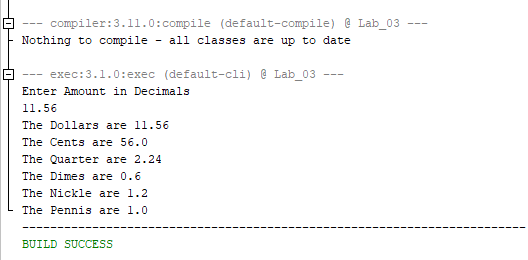 --- compiler:3.11.0:compile (default-compile) @ Lab_03 ---
Nothing to compile - all classes are up to date
--- exec:3.1.0:exec (default-cli) @ Lab_03 ---
Enter Amount in Decimals
11.56
The Dollars are 11.56
The Cents are 56.0
The Quarter are 2.24
The Dimes are 0.6
The Nickle are 1.2
The Pennis are 1.0
------------------------------------------------------------------------
BUILD SUCCESS